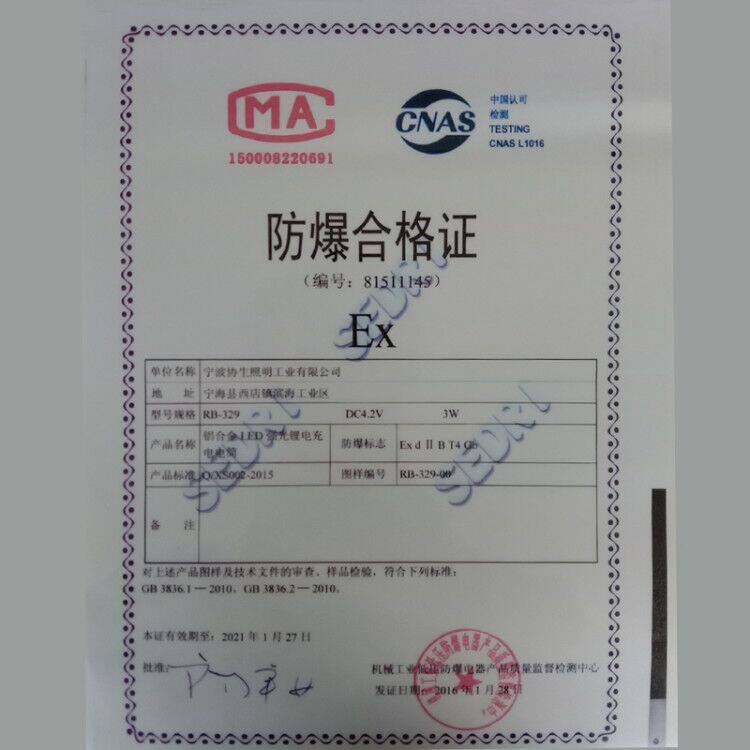 MA
150008220691
CNAS
中国认可
检测
TESTING
CNAS L1016
防爆合格证
（编号：81511145）
Ex
单位名称 宁波协生照明工业有限公司
地 址 宁海县西店镇滨海工业区
型号规格 RB-329 DC4.2V 3W
产品名称 铝合金LED强光锂电充电电筒 防爆标志 Ex d Ⅱ B T4 Gb
产品标准 Q/XS002-2015 图样编号 RB-329-00
备 注
SEDRI
SEDRI
SEDRI
对上述产品图样及技术文件的审查、样品检验，符合下列标准：
GB 3836.1—2010、GB 3836.2—2010。
本证有效期至：2021年1月27日
批准：
机械工业低压防爆电器产品质量监督检测中心
发证日期：2016年1月28日